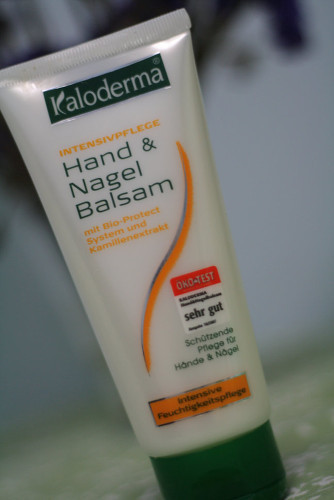 Kaloderma
INTENSIVPFLEGE
Hand &
Nagel
Balsam
mit Bio-Protect
System und
Kamillenextrakt
ÖKO-TEST
KALODERMA
sehr gut
Schützende
Pflege für
Hände & Nägel
Intensive
Feuchtigkeitspflege